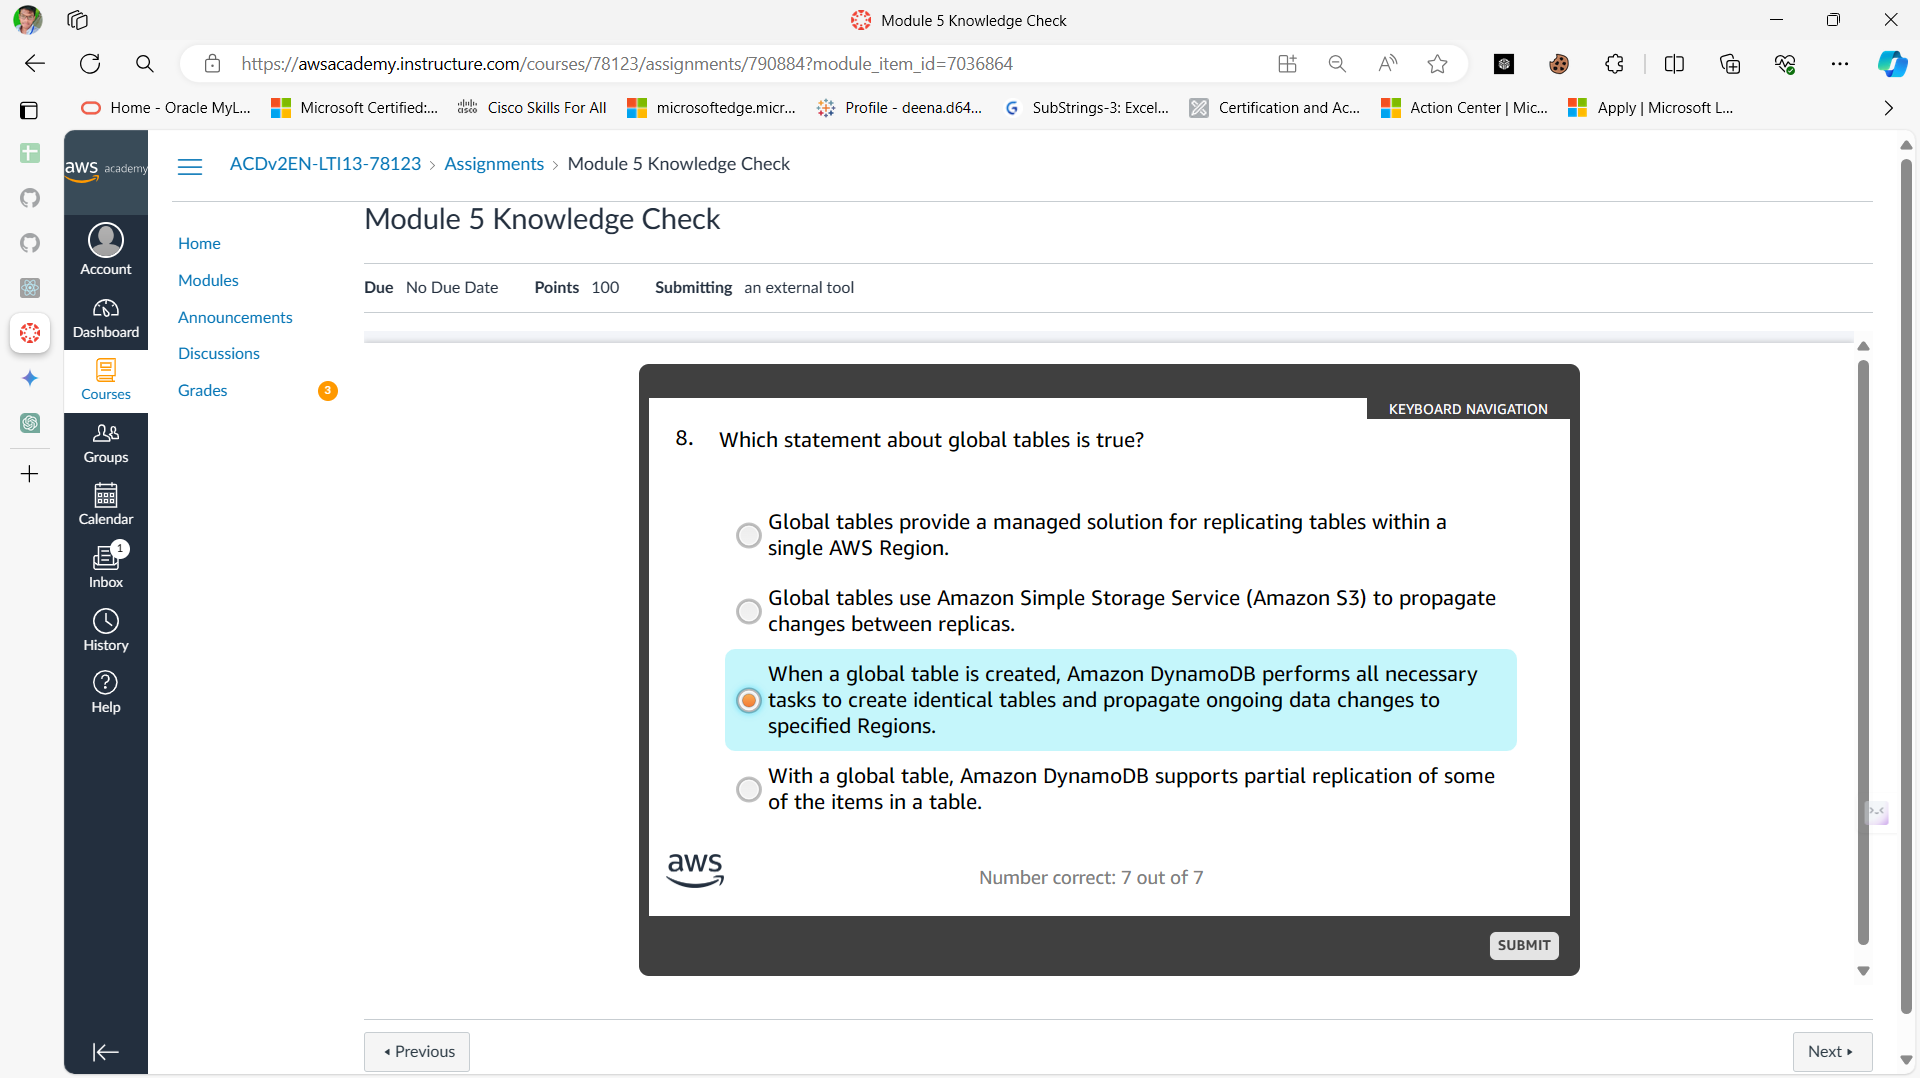 Module 5 Knowledge Check
https://awsacademy.instructure.com/courses/78123/assignments/790884?module_item_id=7036864
Home - Oracle MyL...
Microsoft Certified:...
Cisco Skills For All
microsoftedge.micr...
Profile - deena.d64...
SubStrings-3: Excel...
Certification and Ac...
Action Center | Mic...
Apply | Microsoft L...
aws academy
ACDv2EN-LTI13-78123 › Assignments › Module 5 Knowledge Check
Module 5 Knowledge Check
Account
Dashboard
Courses
Groups
Calendar
1
Inbox
History
Help
Home
Modules
Announcements
Discussions
Grades 3
Due No Due Date Points 100 Submitting an external tool
KEYBOARD NAVIGATION
8. Which statement about global tables is true?
Global tables provide a managed solution for replicating tables within a
single AWS Region.
Global tables use Amazon Simple Storage Service (Amazon S3) to propagate
changes between replicas.
When a global table is created, Amazon DynamoDB performs all necessary
tasks to create identical tables and propagate ongoing data changes to
specified Regions.
With a global table, Amazon DynamoDB supports partial replication of some
of the items in a table.
aws
Number correct: 7 out of 7
SUBMIT
Previous
Next